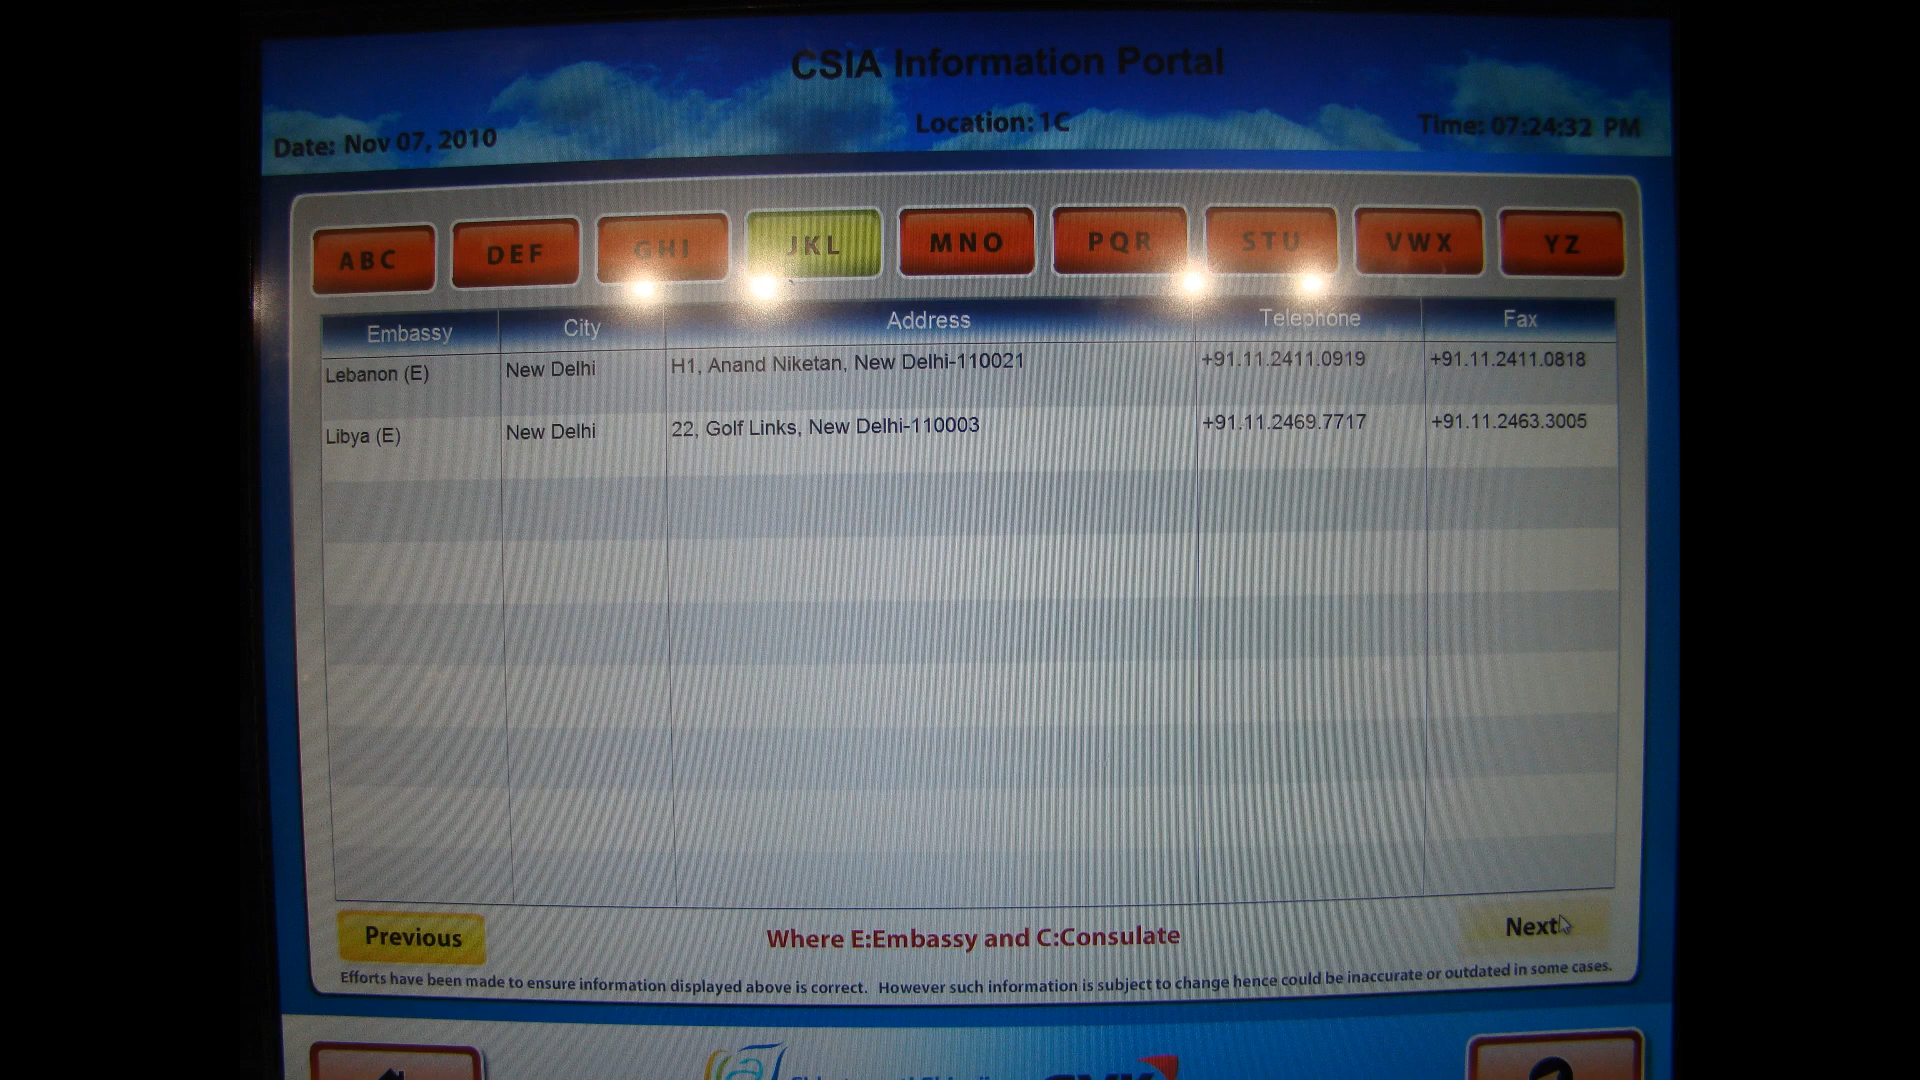 CSIA Information Portal
Date: Nov 07, 2010 Location: 1C Time: 07:24:32 PM
ABC DEF GHI JKL MNO PQR STU VWX YZ
Embassy City Address Telephone Fax
Lebanon (E) New Delhi H1, Anand Niketan, New Delhi-110021 +91.11.2411.0919 +91.11.2411.0818
Libya (E) New Delhi 22, Golf Links, New Delhi-110003 +91.11.2469.7717 +91.11.2463.3005
Previous Where E:Embassy and C:Consulate Next
Efforts have been made to ensure information displayed above is correct. However such information is subject to change hence could be inaccurate or outdated in some cases.